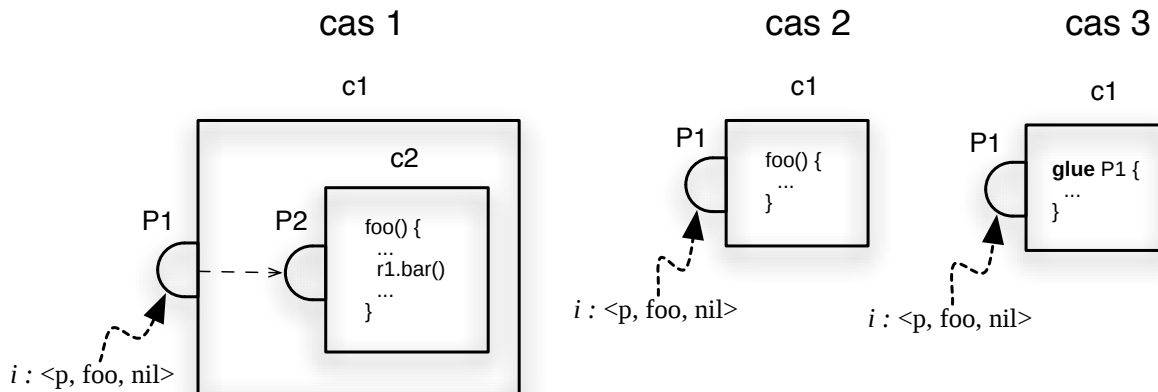 cas 1
c1
c2
P1
P2
foo() {
...
r1.bar()
...
}
i : <p, foo, nil>
cas 2
c1
P1
foo() {
...
}
i : <p, foo, nil>
cas 3
c1
P1
glue P1 {
...
}
i : <p, foo, nil>